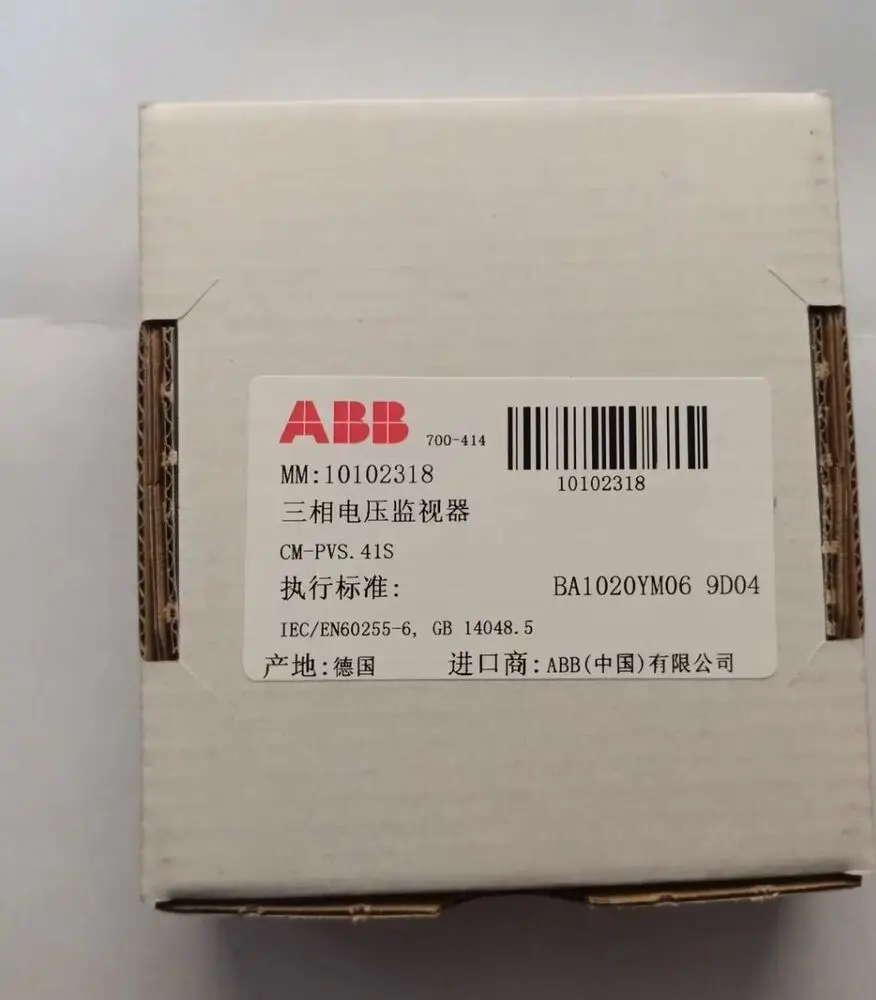 ABB 700-414
10102318
MM:10102318
三相电压监视器
CM-PVS.41S
执行标准: BA1020YM06 9D04
IEC/EN60255-6, GB 14048.5
产地:德国 进口商:ABB(中国)有限公司